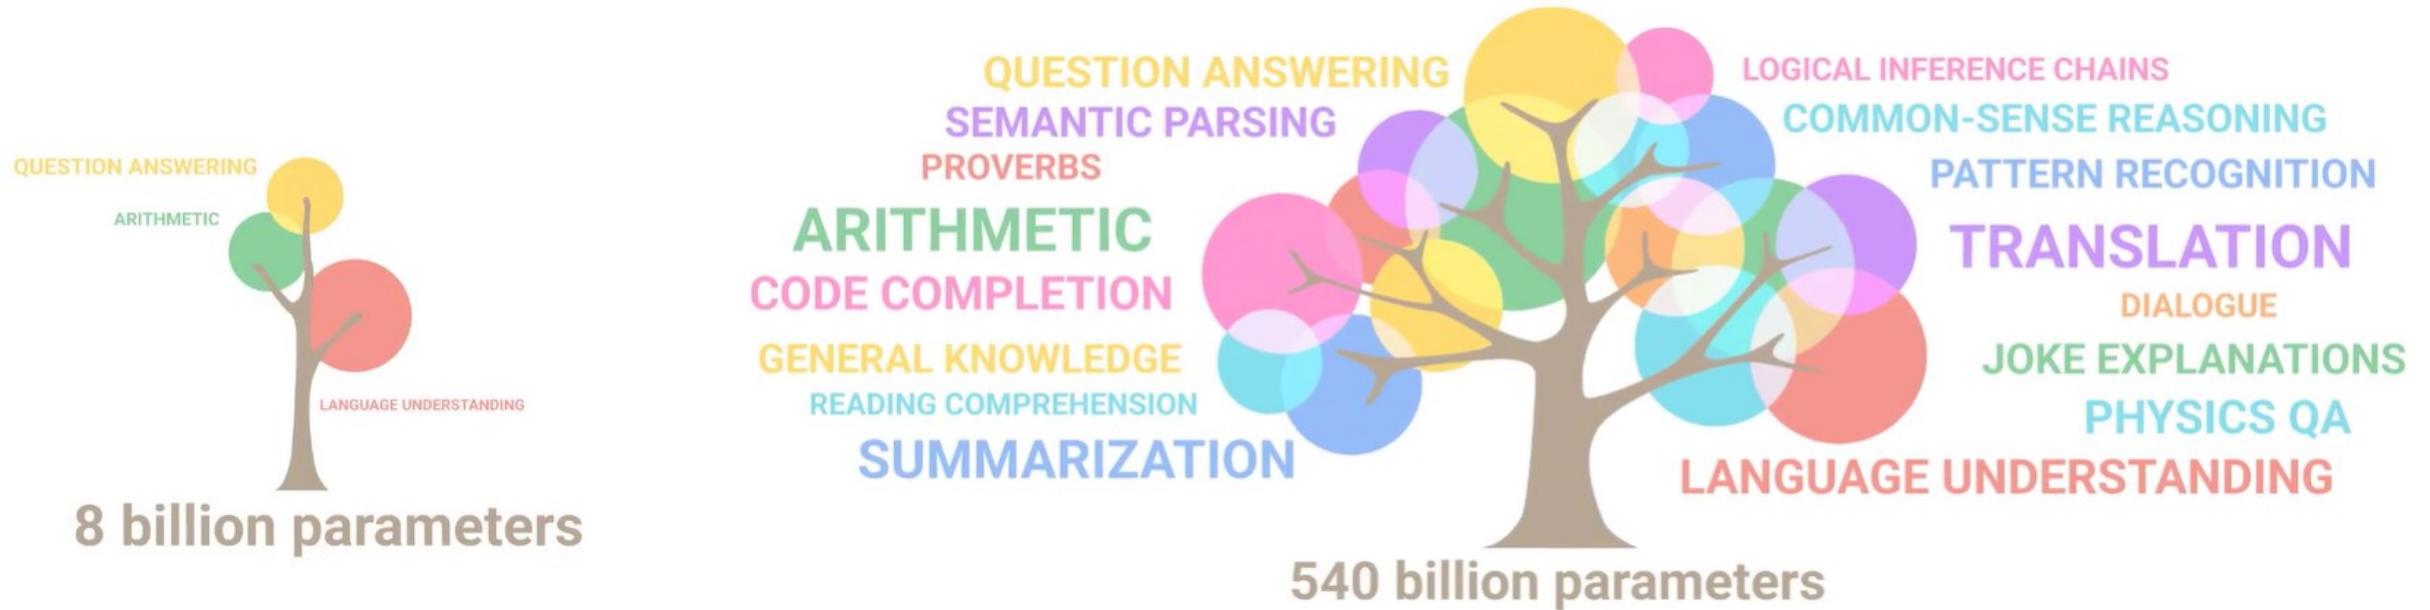 QUESTION ANSWERING
ARITHMETIC
LANGUAGE UNDERSTANDING
8 billion parameters
QUESTION ANSWERING
SEMANTIC PARSING
PROVERBS
ARITHMETIC
CODE COMPLETION
GENERAL KNOWLEDGE
READING COMPREHENSION
SUMMARIZATION
LOGICAL INFERENCE CHAINS
COMMON-SENSE REASONING
PATTERN RECOGNITION
TRANSLATION
DIALOGUE
JOKE EXPLANATIONS
PHYSICS QA
LANGUAGE UNDERSTANDING
540 billion parameters